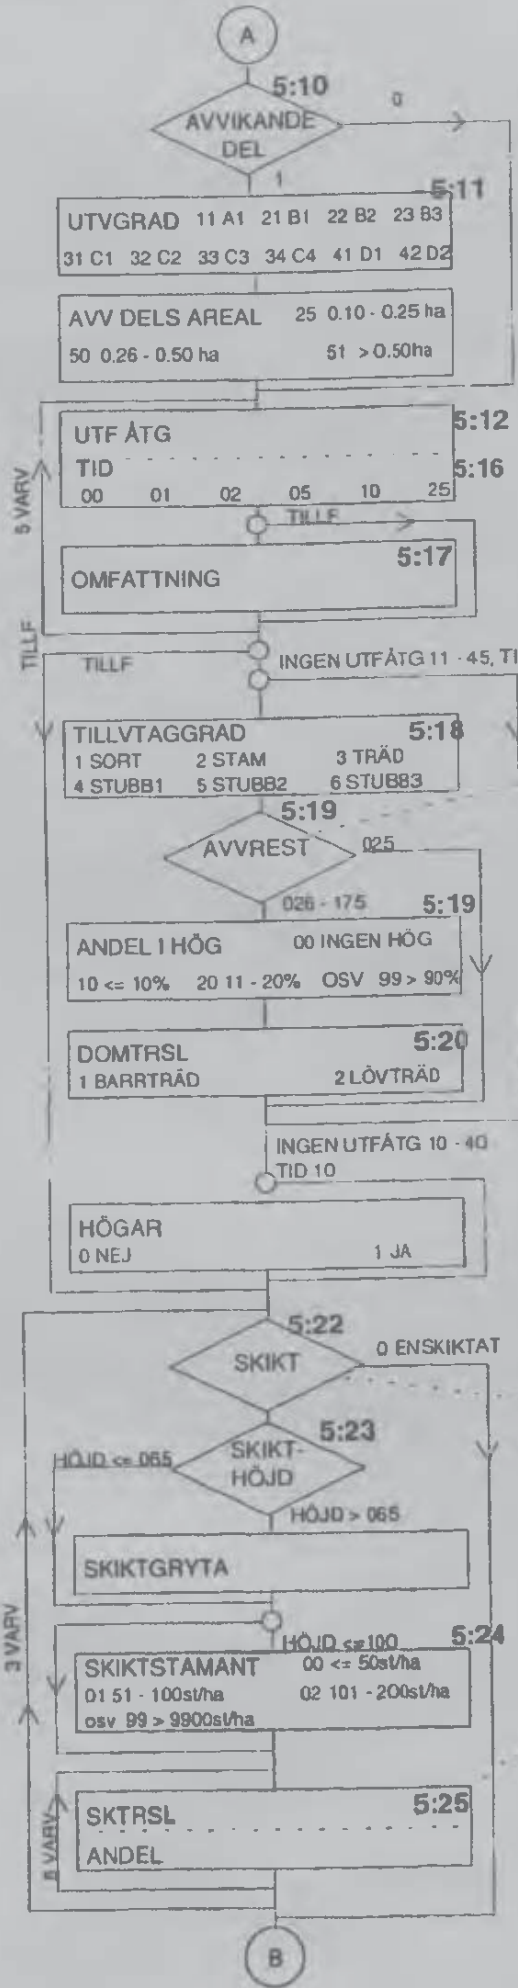 A
5:10
0
AVVIKANDE
DEL
1
5:11
UTVGRAD 11 A1 21 B1 22 B2 23 B3
31 C1 32 C2 33 C3 34 C4 41 D1 42 D2
AVV DELS AREAL 25 0.10 - 0.25 ha
50 0.26 - 0.50 ha 51 > 0.50ha
5:12
UTF ÅTG
TID 5:16
00 01 02 05 10 25
5 VARV
TILLF
5:17
OMFATTNING
TILLF
TILLF
INGEN UTFÅTG 11 - 45, TI
TILLVTAGGRAD 5:18
1 SORT 2 STAM 3 TRÄD
4 STUBB1 5 STUBB2 6 STUBB3
5:19
AVVREST 025
026 - 175 5:19
ANDEL I HÖG 00 INGEN HÖG
10 <= 10% 20 11 - 20% OSV 99 > 90%
DOMTRSL 5:20
1 BARRTRÄD 2 LÖVTRÄD
INGEN UTFÅTG 10 - 40
TID 10
HÖGAR
0 NEJ 1 JA
5:22
SKIKT 0 ENSKIKTAT
5:23
SKIKT-
HÖJD
HÖJD <= 065
HÖJD > 065
SKIKTGRYTA
3 VARV
HÖJD <=100 5:24
SKIKTSTAMANT 00 <= 50st/ha
01 51 - 100st/ha 02 101 - 200st/ha
osv 99 > 9900st/ha
5:25
SKTRSL
ANDEL
8 VARV
B